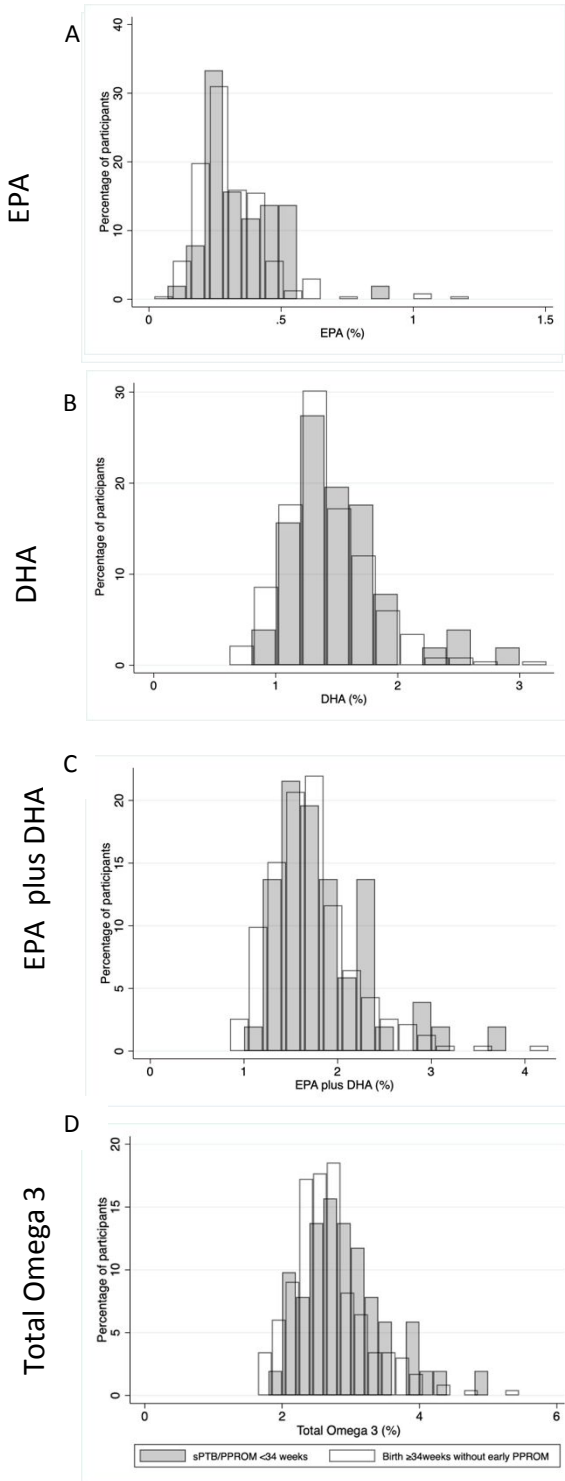 A
EPA
Percentage of participants
40
30
20
10
0
0
.5
1
1.5
EPA (%)
B
DHA
Percentage of participants
30
20
10
0
0
1
2
3
DHA (%)
C
EPA plus DHA
Percentage of participants
20
15
10
5
0
0
1
2
3
4
EPA plus DHA (%)
D
Total Omega 3
Percentage of participants
20
15
10
5
0
0
2
4
6
Total Omega 3 (%)
sPTB/PPROM <34 weeks
Birth ≥34weeks without early PPROM